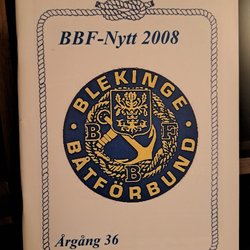 BBF-Nytt 2008
BLEKINGE
B B F
BÅTFÖRBUND
Årgång 36